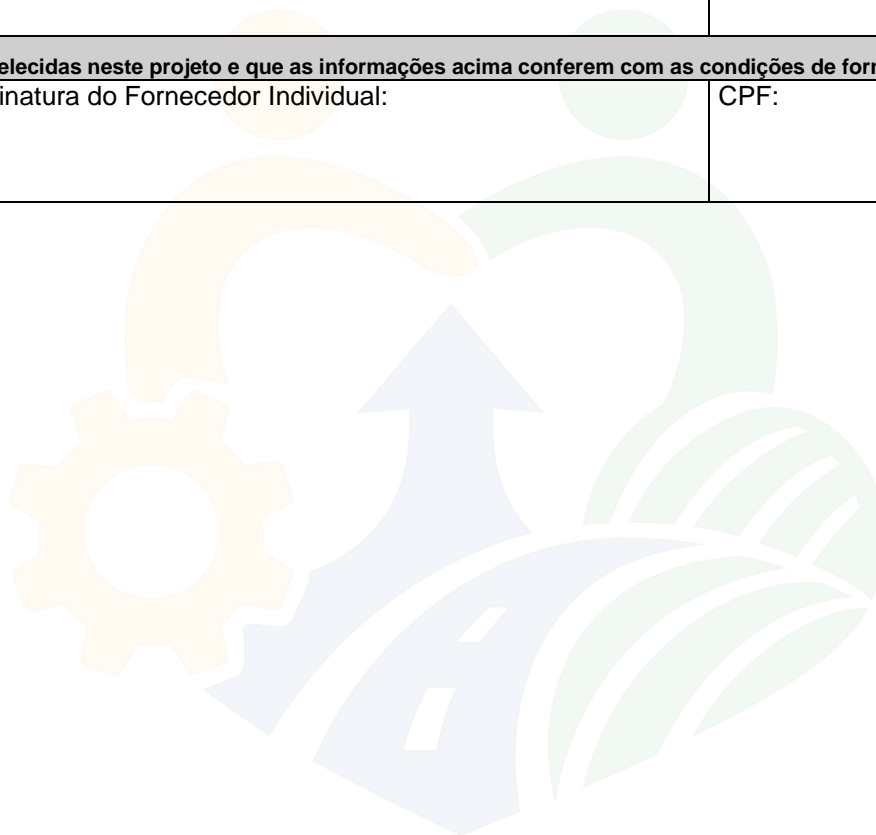 elecidas neste projeto e que as informações acima conferem com as condições de forn
inatura do Fornecedor Individual:
CPF: